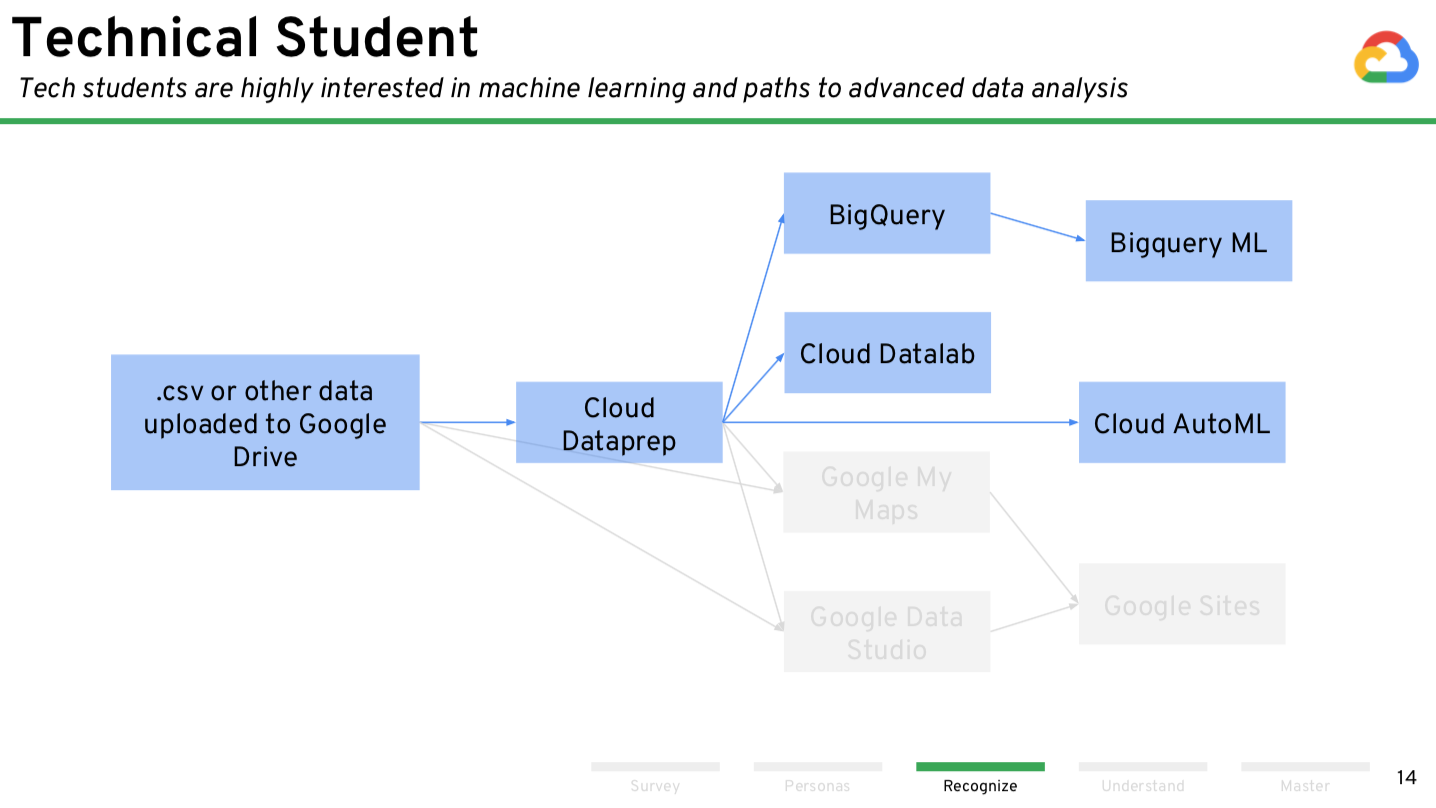 Technical Student
Tech students are highly interested in machine learning and paths to advanced data analysis
BigQuery
Bigquery ML
Cloud Datalab
.csv or other data
uploaded to Google
Drive
Cloud
Dataprep
Cloud AutoML
Google My
Maps
Google Sites
Google Data
Studio
Survey
Personas
Recognize
Understand
Master
14